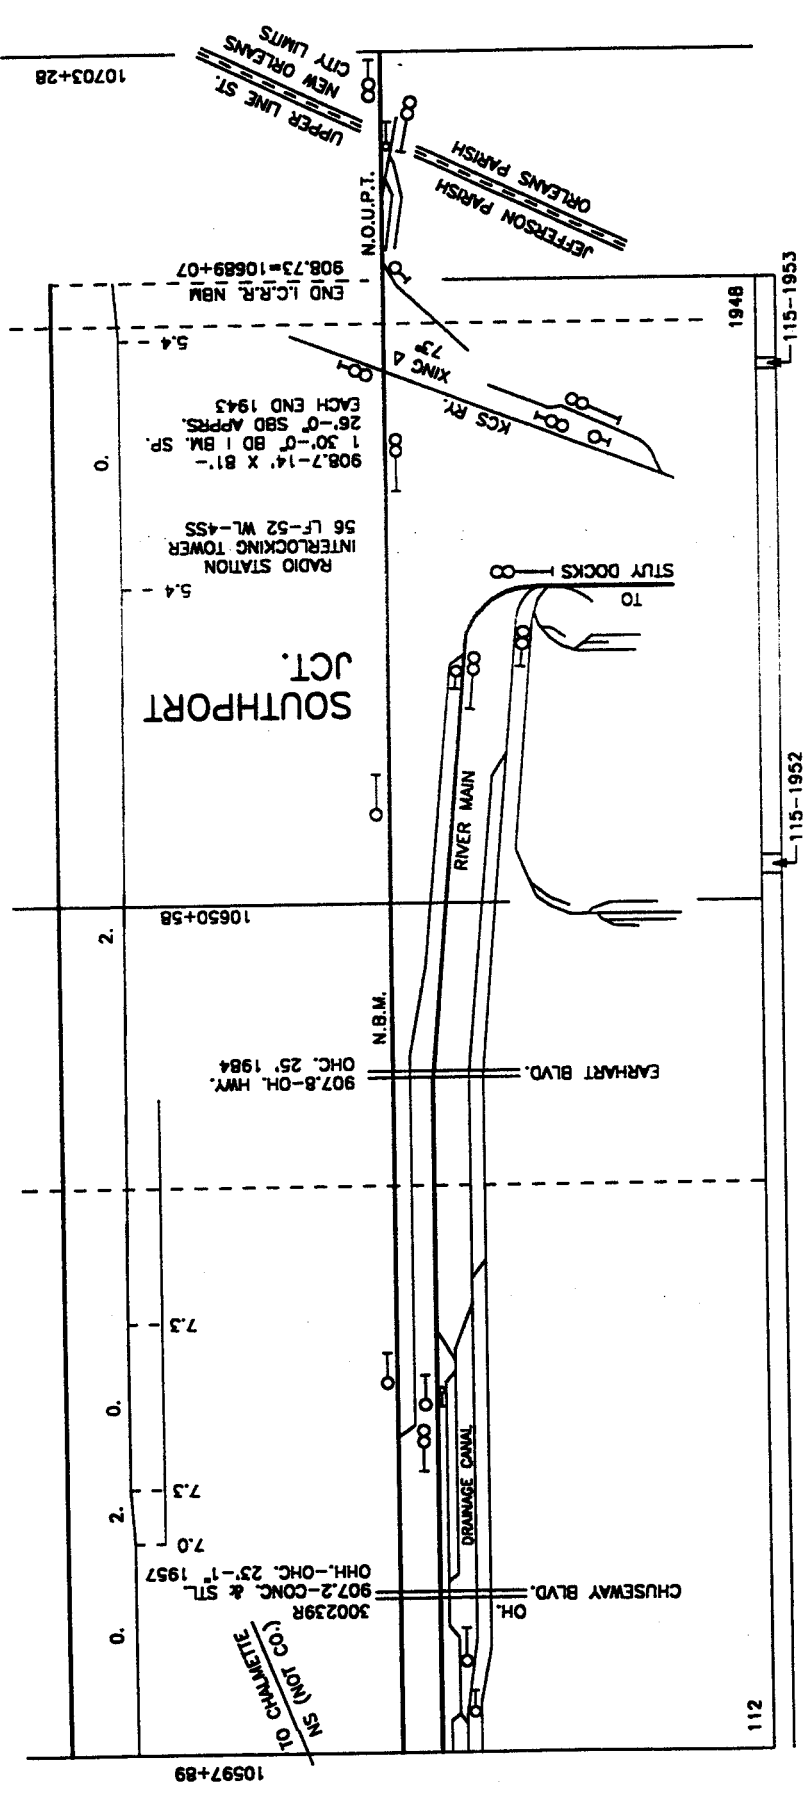 10703+28
NEW ORLEANS
CITY LIMITS
UPPER LINE ST.
ORLEANS PARISH
JEFFERSON PARISH
N.O.U.P.T.
END I.C.R.R. NBM
908.73=10689+07
1948
115-1953
5.4
XING ∆
73°
KCS RY.
0.
908.7-14' X 81'-
1 30'-0" BD I BM. SP.
26'-0" SBD APPRS.
EACH END 1943
RADIO STATION
INTERLOCKING TOWER
56 LF-52 WL-4SS
5.4
TO
STUY DOCKS
SOUTHPORT
JCT.
RIVER MAIN
115-1952
10650+58
2.
N.B.M.
907.8-OH. HWY.
OHC. 25' 1984
EARHART BLVD.
7.3
0.
7.3
2.
7.0
DRAINAGE CANAL
300239R
907.2-CONC. & STL
OHH.-OHC. 23'-1" 1957
OH.
CHUSEWAY BLVD.
0.
TO CHALMETTE
NS (NOT CO.)
112
10597+89